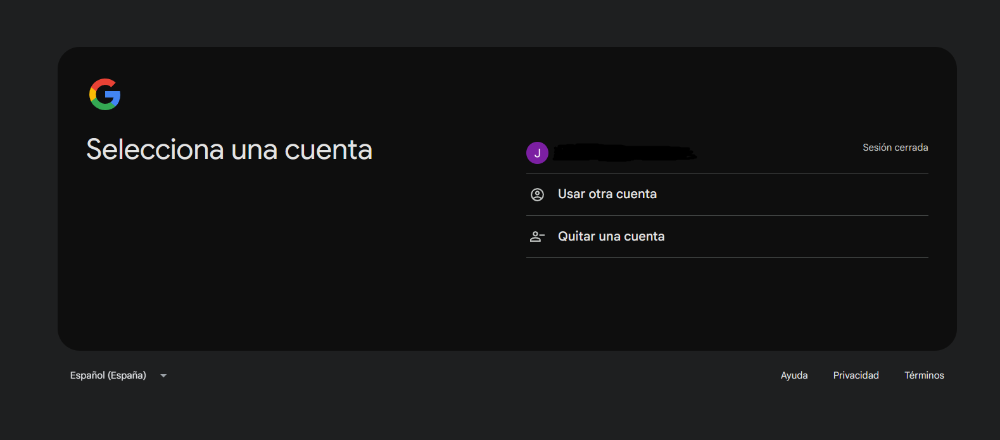 Selecciona una cuenta
J
Sesión cerrada
Usar otra cuenta
Quitar una cuenta
Español (España)
Ayuda
Privacidad
Términos